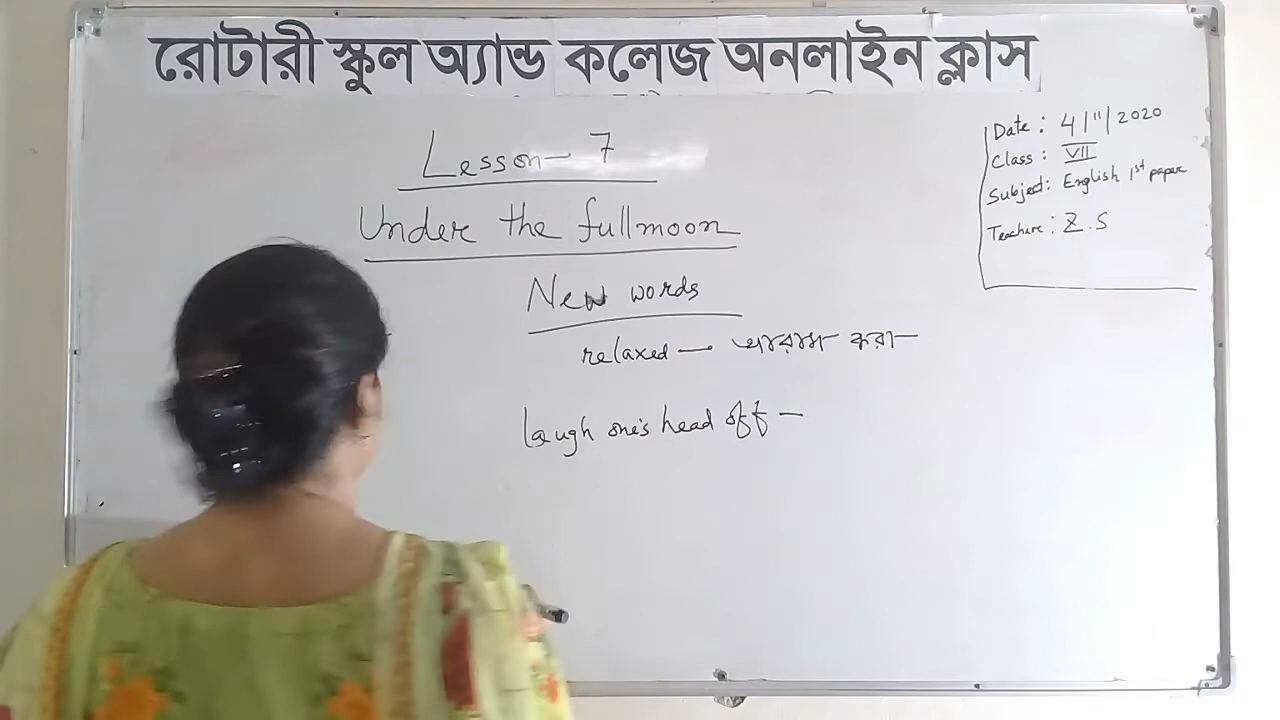 রোটারী স্কুল অ্যান্ড কলেজ অনলাইন ক্লাস
Date : 4/11/2020
Class : VII
Subject: English 1st paper
Teachere : Z.S
Lesson- 7
Under the fullmoon
New words
relaxed — আরাম করা—
laugh one's head off —